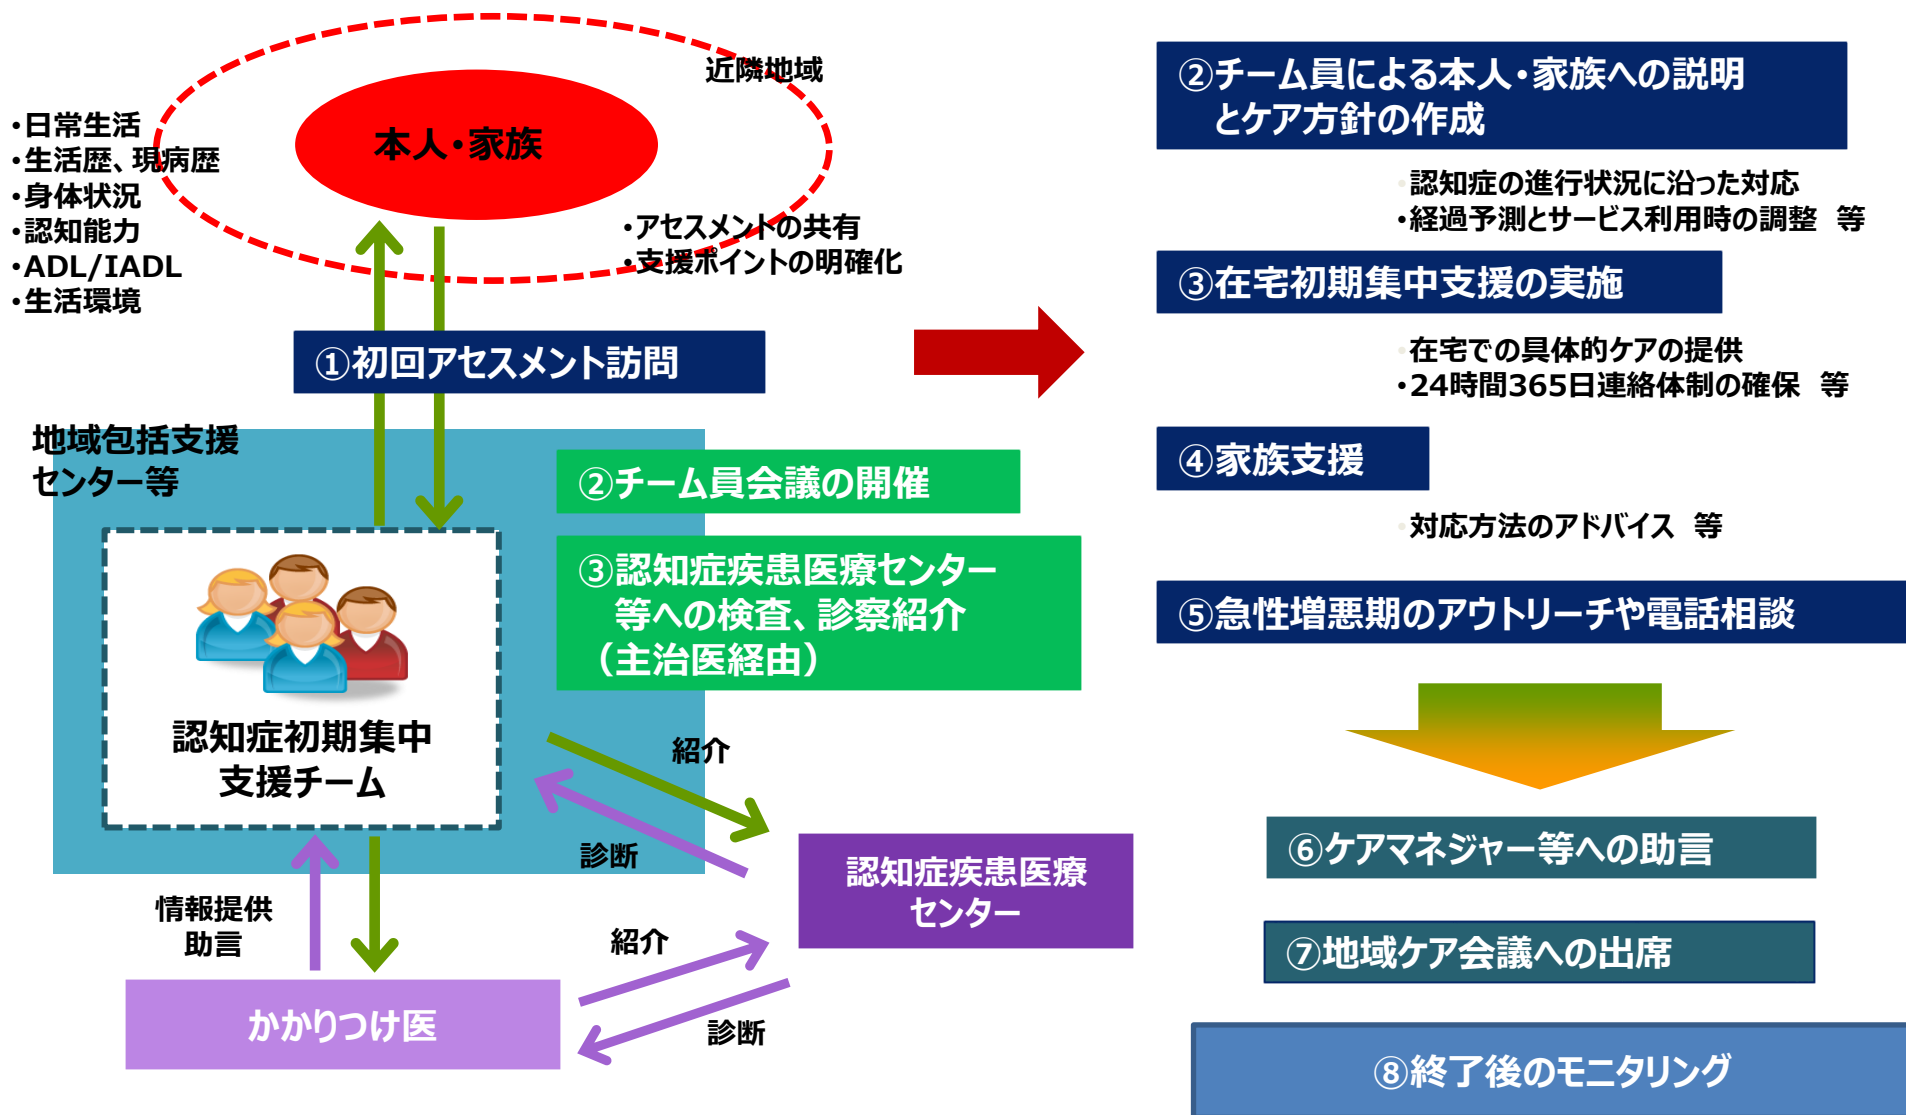 近隣地域
本人・家族
・日常生活
・生活歴、現病歴
・身体状況
・認知能力
・ADL/IADL
・生活環境
・アセスメントの共有
・支援ポイントの明確化
①初回アセスメント訪問
地域包括支援
センター等
②チーム員会議の開催
③認知症疾患医療センター
等への検査、診察紹介
（主治医経由）
認知症初期集中
支援チーム
紹介
診断
認知症疾患医療
センター
情報提供
助言
紹介
診断
かかりつけ医
②チーム員による本人・家族への説明
とケア方針の作成
・認知症の進行状況に沿った対応
・経過予測とサービス利用時の調整 等
③在宅初期集中支援の実施
・在宅での具体的ケアの提供
・24時間365日連絡体制の確保 等
④家族支援
・対応方法のアドバイス 等
⑤急性増悪期のアウトリーチや電話相談
⑥ケアマネジャー等への助言
⑦地域ケア会議への出席
⑧終了後のモニタリング